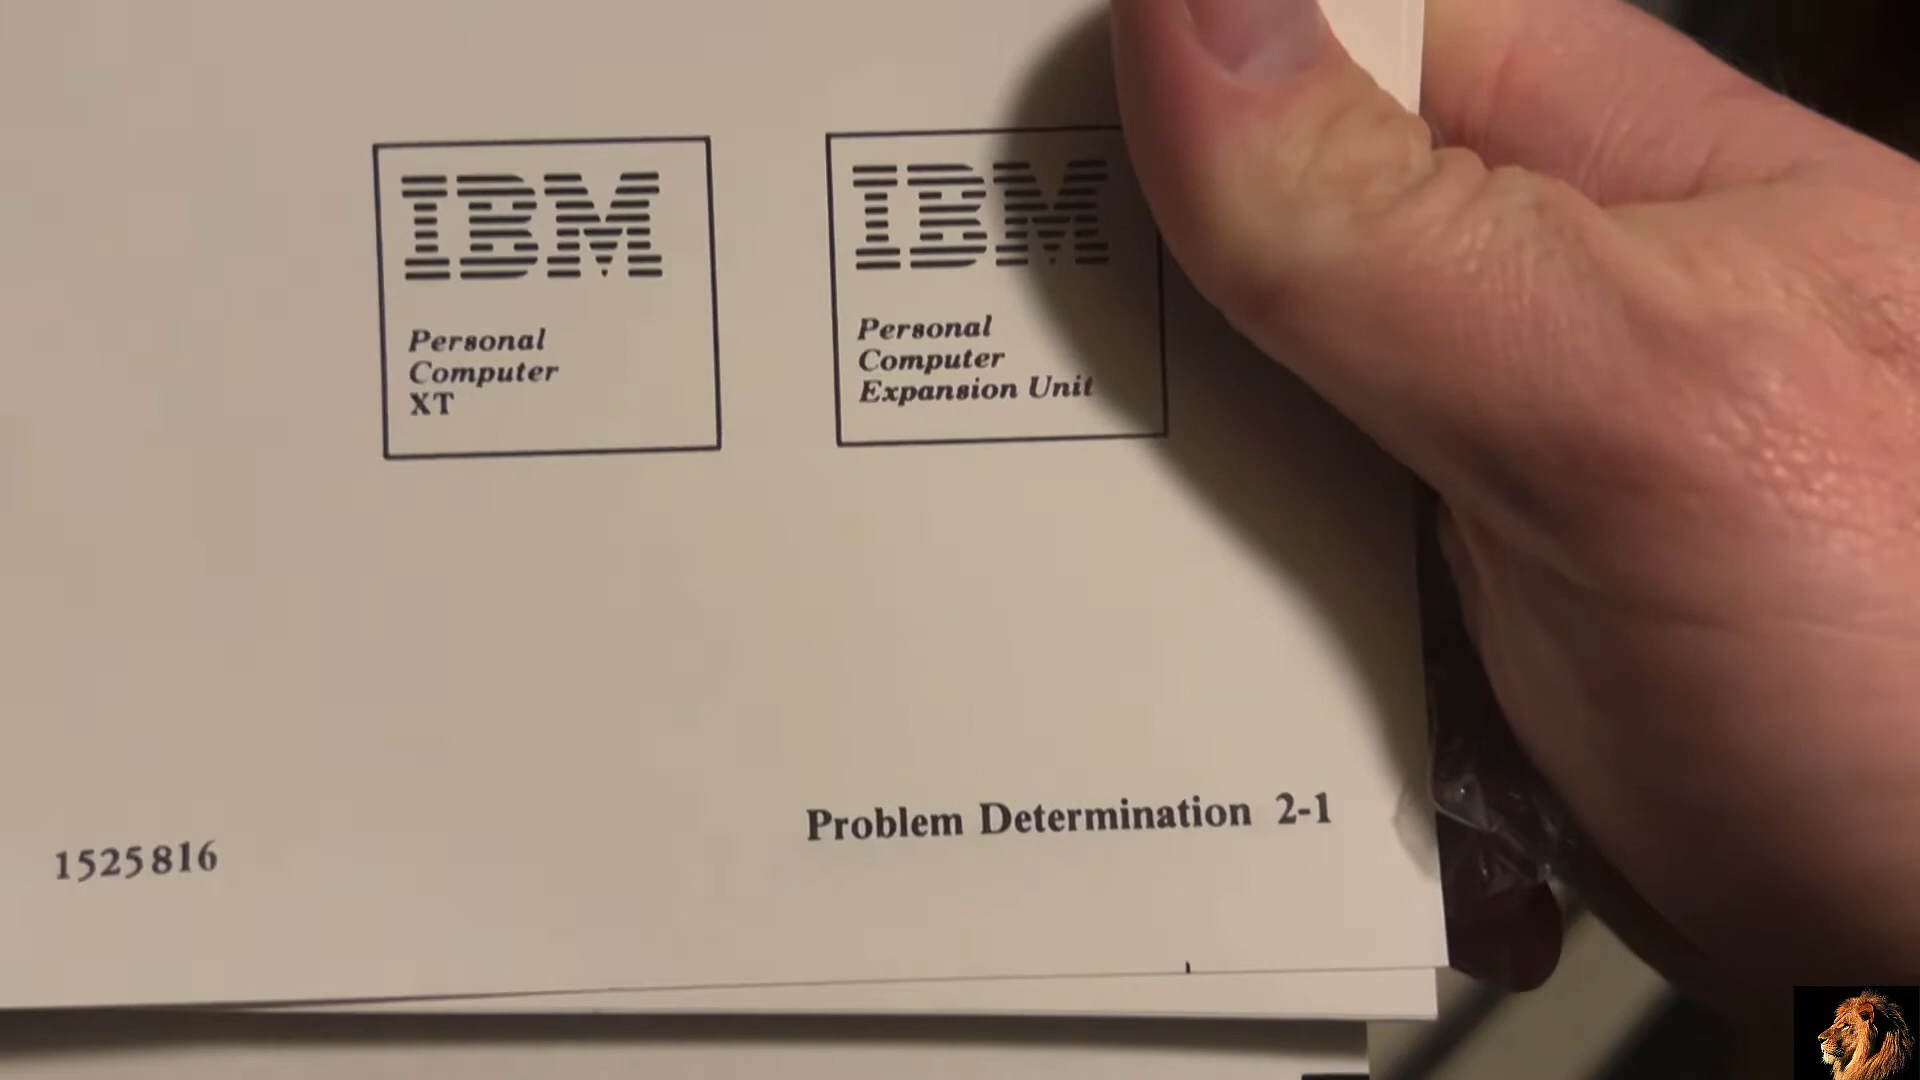 IBM
Personal
Computer
XT
IBM
Personal
Computer
Expansion Unit
Problem Determination 2-1
1525816